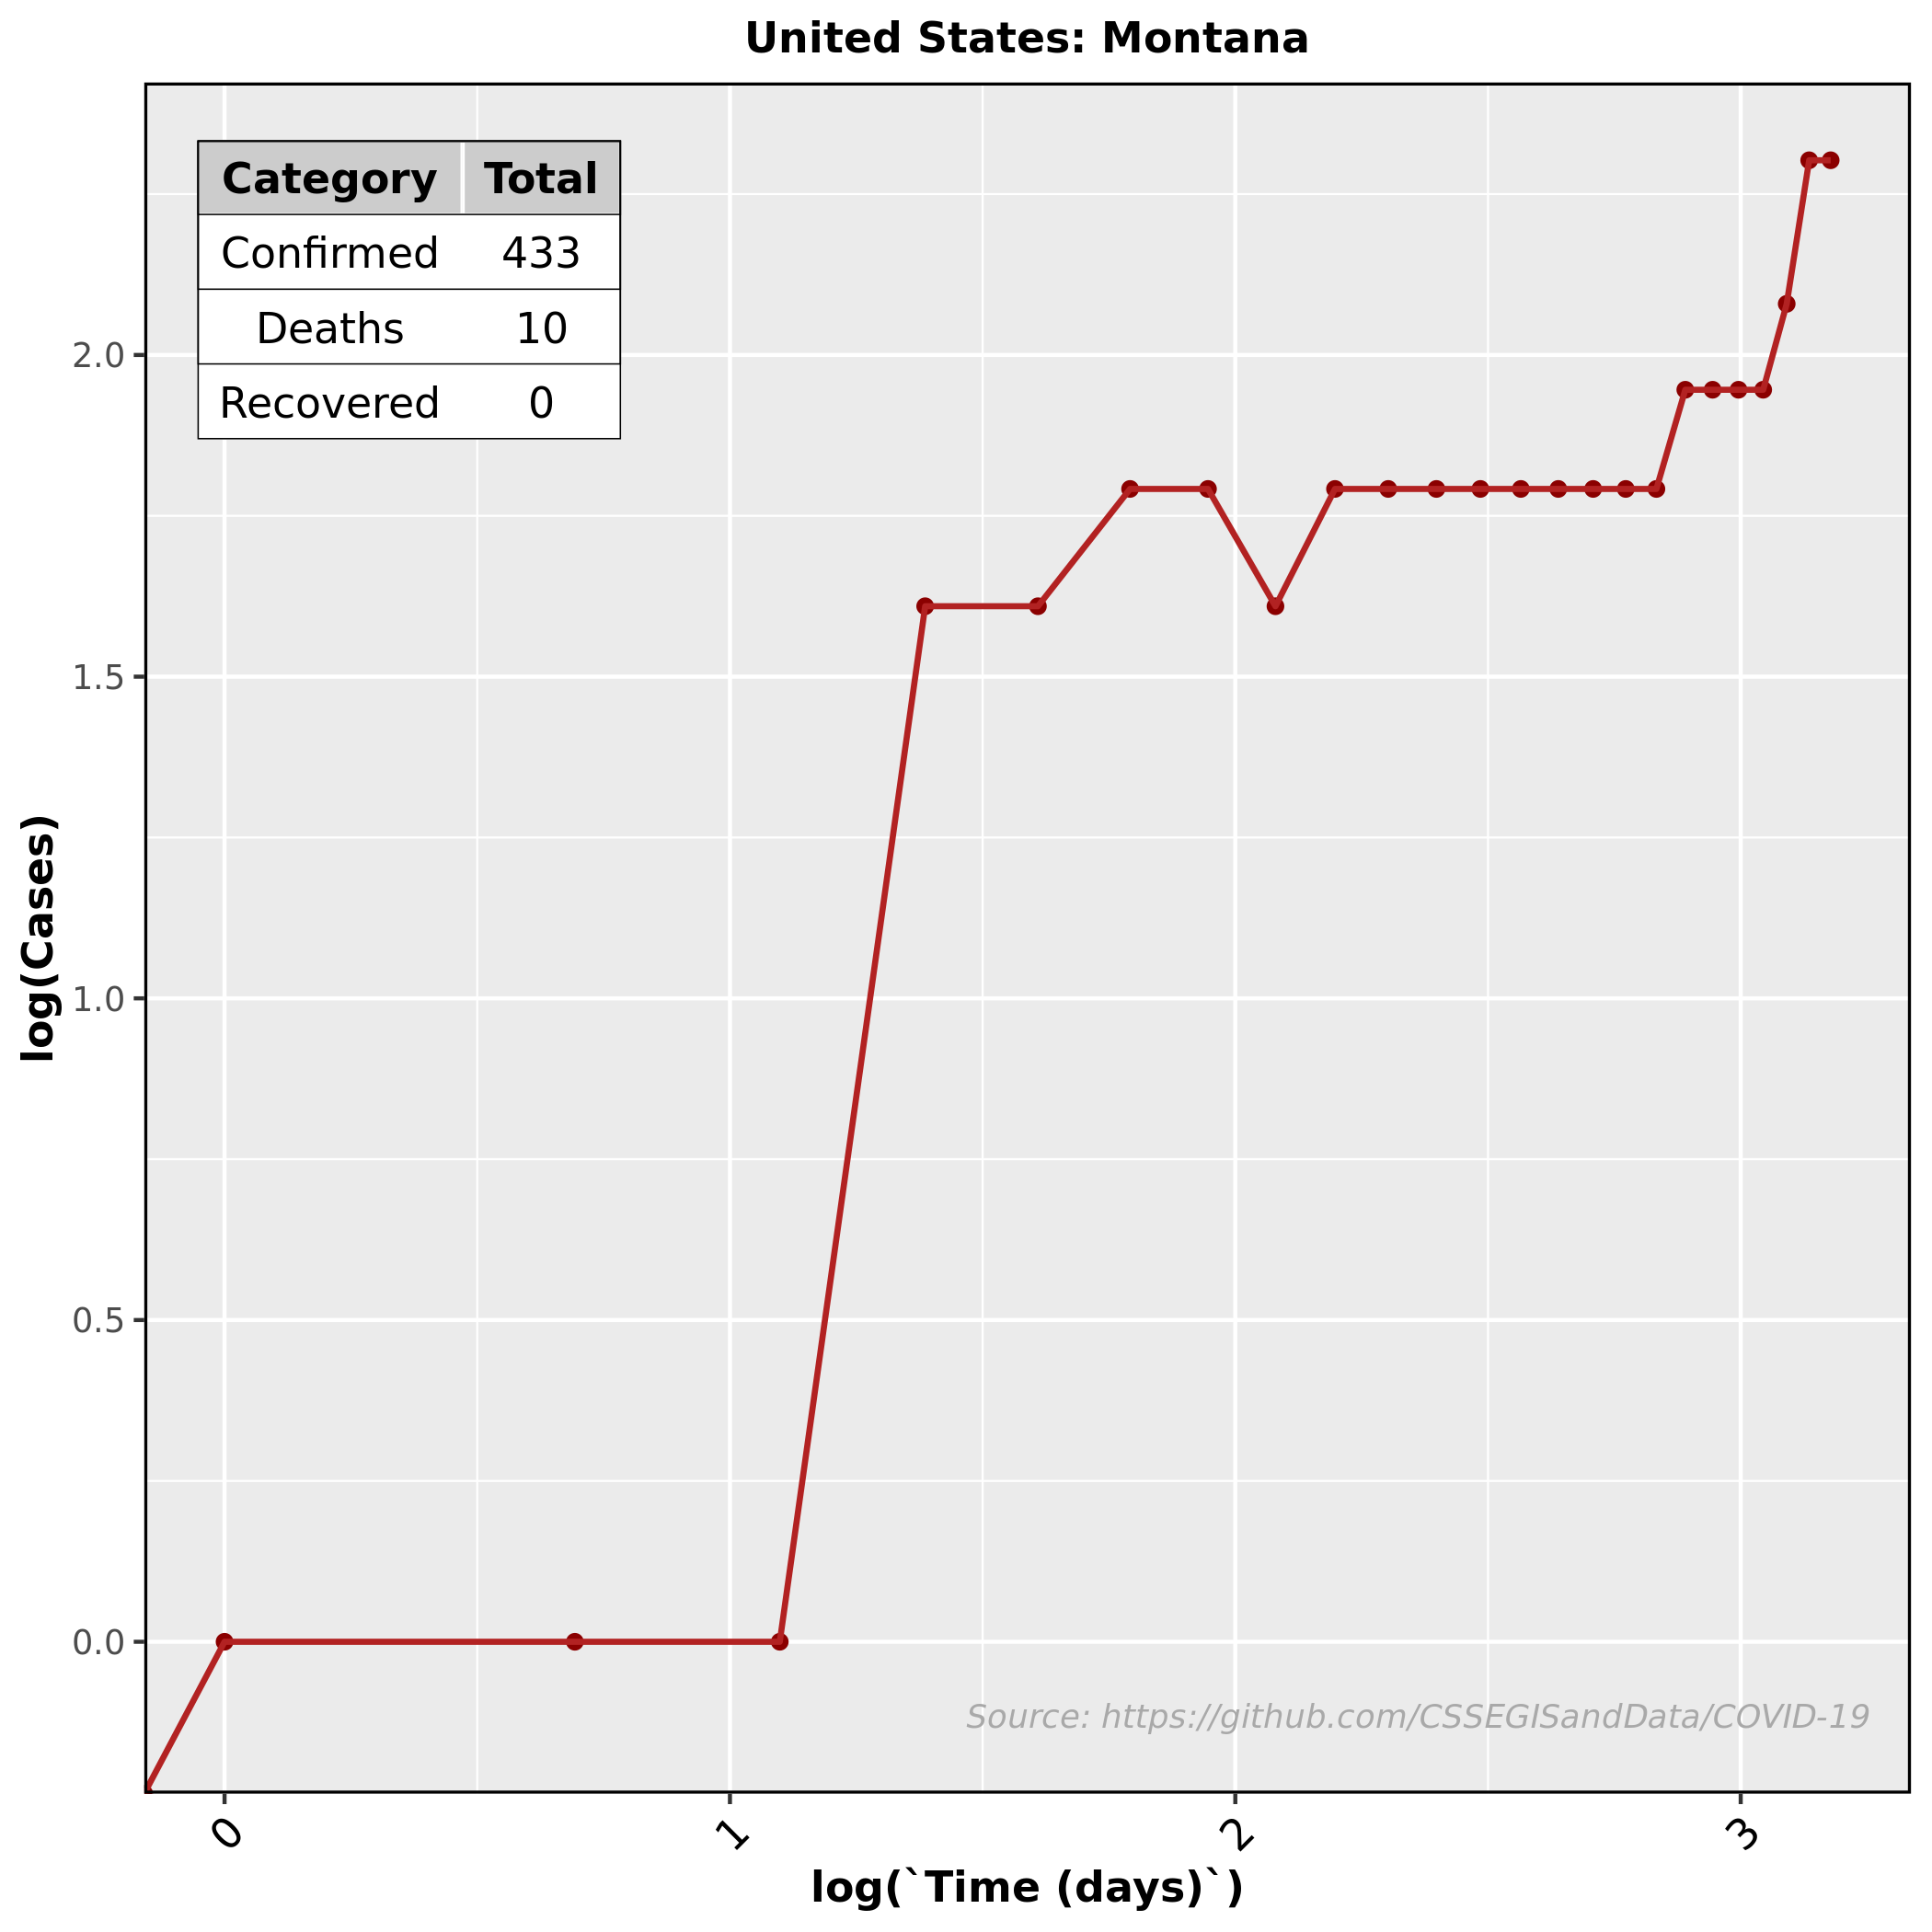 United States: Montana
Category Total
Confirmed 433
Deaths 10
Recovered 0
2.0
1.5
1.0
0.5
0.0
log(Cases)
Source: https://github.com/CSSEGISandData/COVID-19
0 1 2 3
log(`Time (days)`)